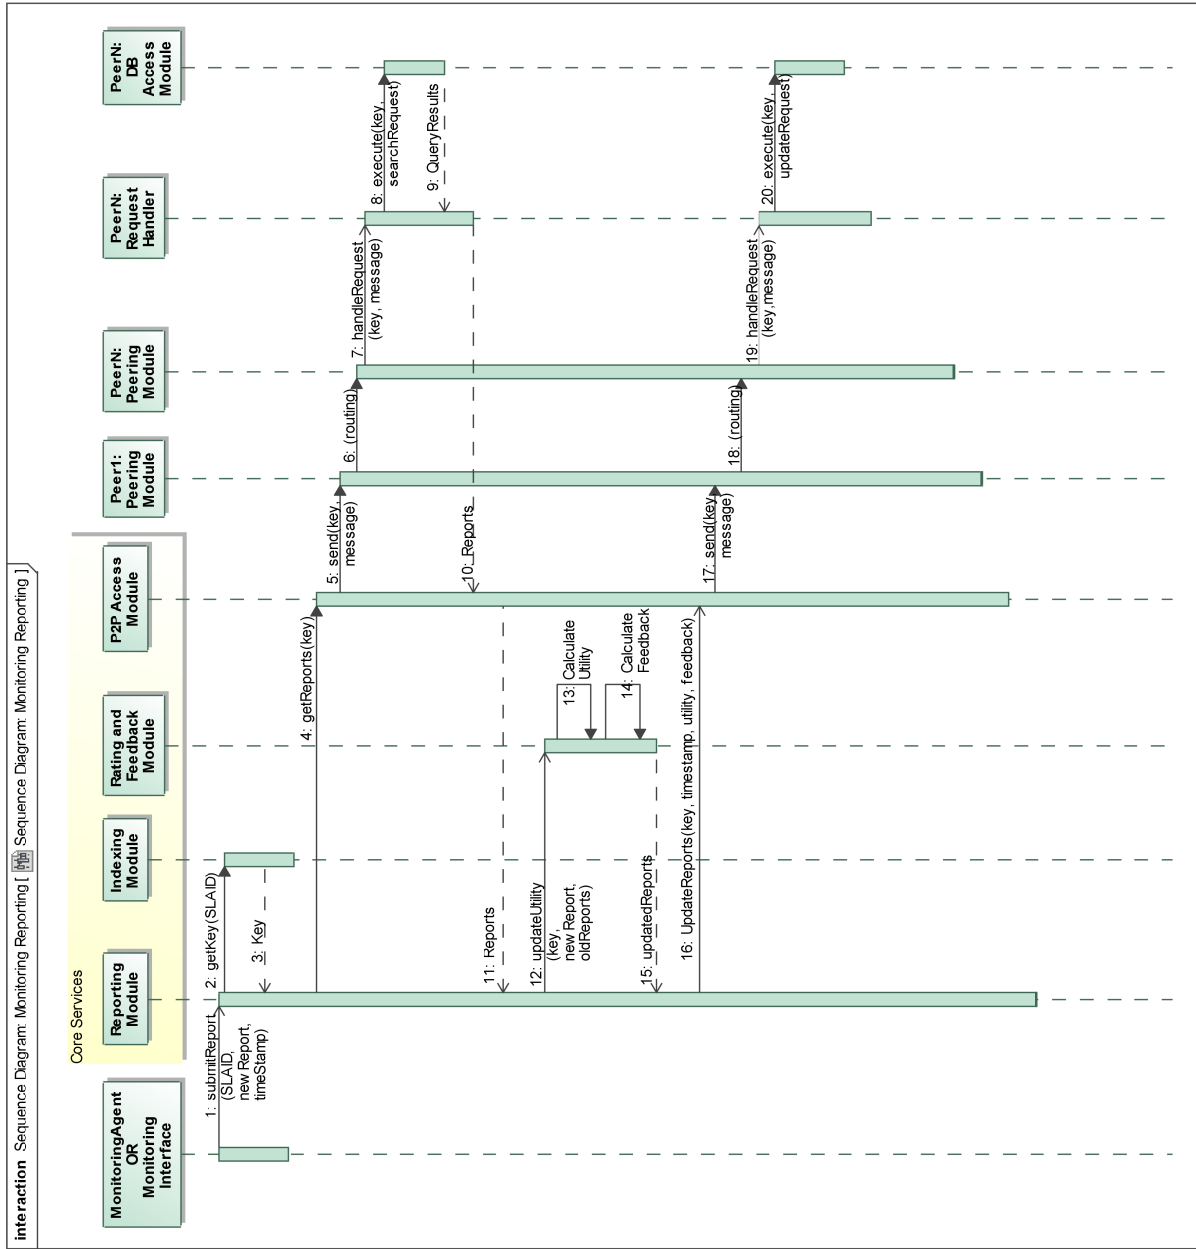 interaction Sequence Diagram: Monitoring Reporting [ Sequence Diagram: Monitoring Reporting ]
Core Services
MonitoringAgent
OR
Monitoring
Interface
Reporting
Module
Indexing
Module
Rating and
Feedback
Module
P2P Access
Module
Peer1:
Peering
Module
PeerN:
Peering
Module
PeerN:
Request
Handler
PeerN:
DB
Access
Module
1: submitReport
(SLAID,
new Report,
timeStamp)
2: getKey(SLAID)
3: Key
4: getReports(key)
5: send(key,
message)
6: (routing)
7: handleRequest
(key, message)
8: execute(key,
searchRequest)
9: QueryResults
10: Reports
11: Reports
12: updateUtility
(key,
new Report,
oldReports)
13: Calculate
Utility
14: Calculate
Feedback
15: updatedReports
16: UpdateReports(key, timestamp, utility, feedback)
17: send(key,
message)
18: (routing)
19: handleRequest
(key,message)
20: execute(key,
updateRequest)